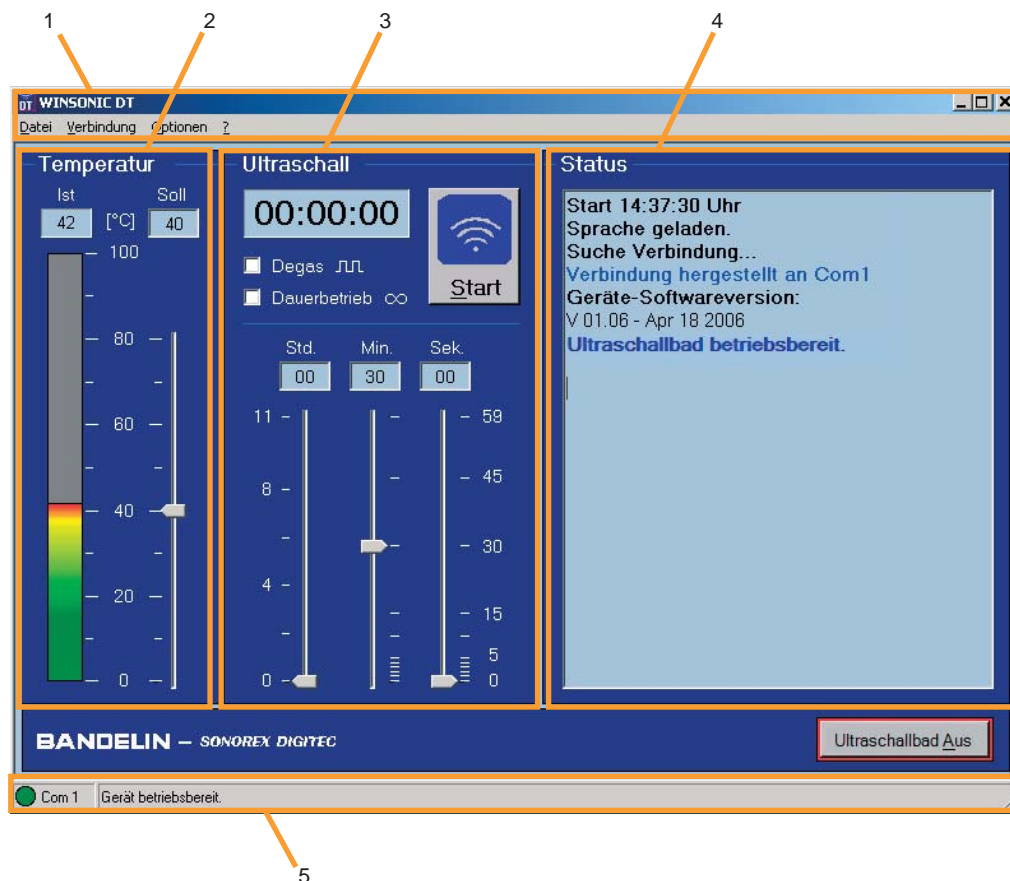 1 2 3 4
DT WINSONIC DT
Datei Verbindung Optionen ?
Temperatur
Ist Soll
42 [°C] 40
100
80
60
40
20
0
Ultraschall
00:00:00
Degas
Dauerbetrieb ∞
Start
Std. Min. Sek.
00 30 00
11 59
45
8
30
4
15
5
0 0
Status
Start 14:37:30 Uhr
Sprache geladen.
Suche Verbindung...
Verbindung hergestellt an Com1
Geräte-Softwareversion:
V 01.06 - Apr 18 2006
Ultraschallbad betriebsbereit.
BANDELIN – SONOREX DIGITEC
Ultraschallbad Aus
Com 1 Gerät betriebsbereit.
5